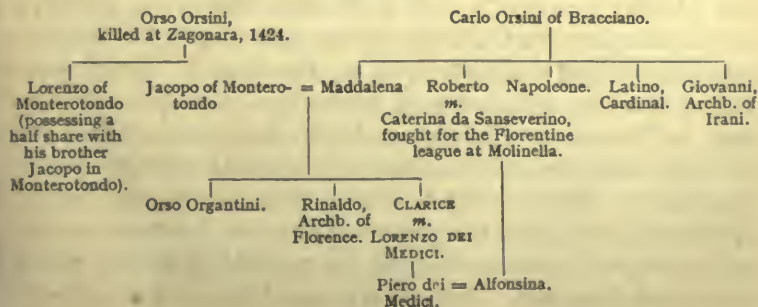 Orso Orsini,
killed at Zagonara, 1424.
Carlo Orsini of Bracciano.
Lorenzo of
Monterotondo
(possessing a
half share with
his brother
Jacopo in
Monterotondo).
Jacopo of Montero- = Maddalena
tondo
Roberto
m.
Caterina da Sanseverino,
fought for the Florentine
league at Molinella.
Napoleone.
Latino,
Cardinal.
Giovanni,
Archb. of
Irani.
Orso Organtini.
Rinaldo,
Archb. of
Florence.
CLARICE
m.
LORENZO DEI
MEDICI.
Piero dei = Alfonsina.
Medici.